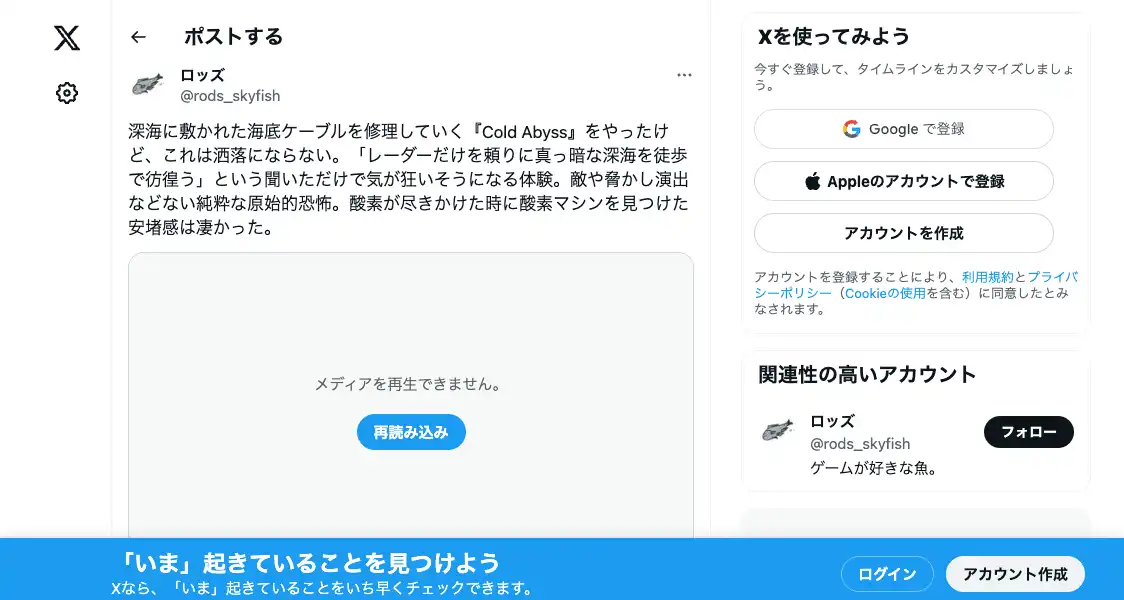 ポストする
ロッズ
@rods_skyfish
深海に敷かれた海底ケーブルを修理していく『Cold Abyss』をやったけ
ど、これは洒落にならない。「レーダーだけを頼りに真っ暗な深海を徒歩
で彷徨う」という聞いただけで気が狂いそうになる体験。敵や脅かし演出
などない純粋な原始的恐怖。酸素が尽きかけた時に酸素マシンを見つけた
安堵感は凄かった。
メディアを再生できません。
再読み込み
Xを使ってみよう
今すぐ登録して、タイムラインをカスタマイズしましょ
う。
Google で登録
Appleのアカウントで登録
アカウントを作成
アカウントを登録することにより、利用規約とプライバ
シーポリシー（Cookieの使用を含む）に同意したとみ
なされます。
関連性の高いアカウント
ロッズ
@rods_skyfish
フォロー
ゲームが好きな魚。
「いま」起きていることを見つけよう
Xなら、「いま」起きていることをいち早くチェックできます。
ログイン
アカウント作成